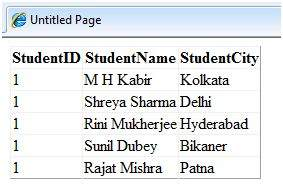 Untitled Page
StudentID StudentName StudentCity
1 M H Kabir Kolkata
1 Shreya Sharma Delhi
1 Rini Mukherjee Hyderabad
1 Sunil Dubey Bikaner
1 Rajat Mishra Patna